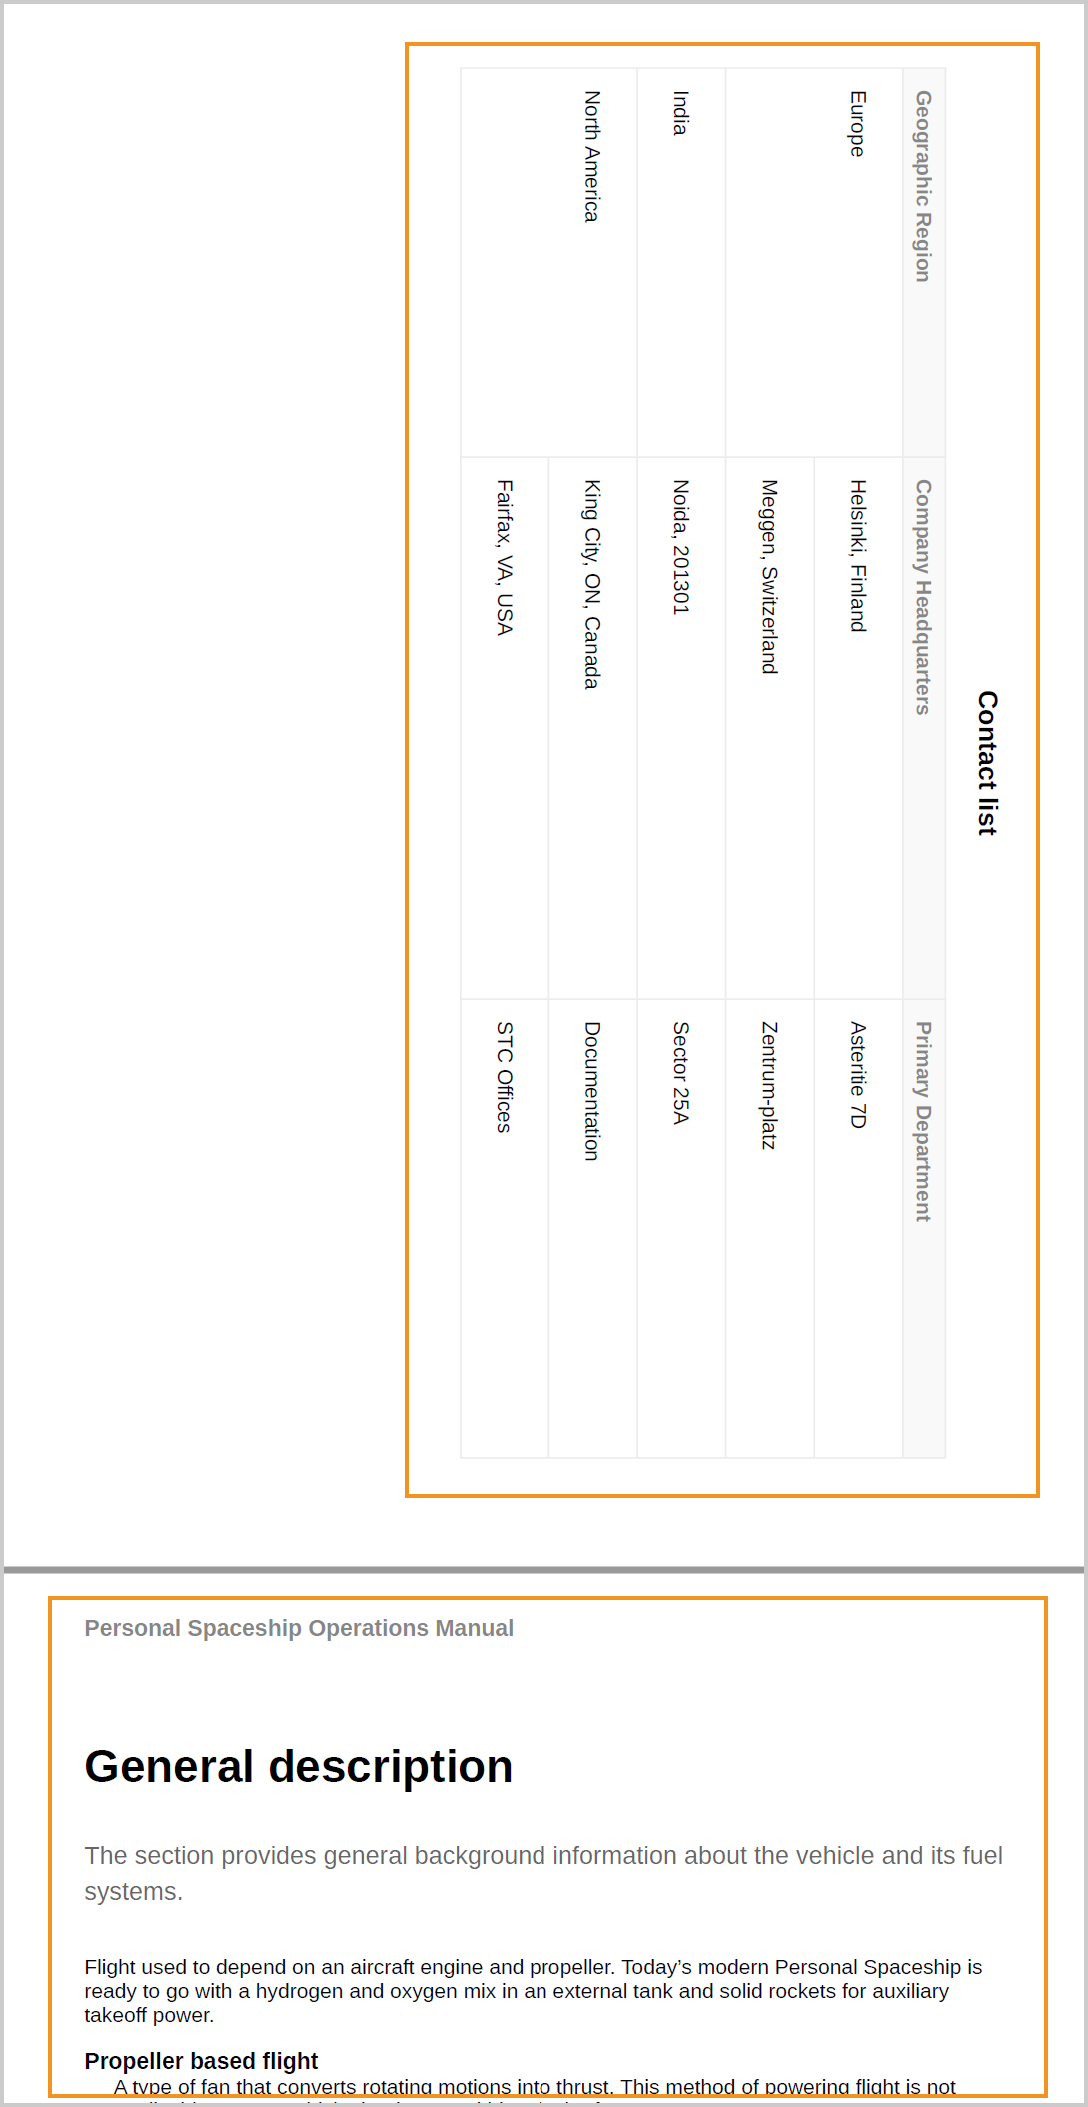 Contact list
Geographic Region Company Headquarters Primary Department
Europe Helsinki, Finland Asteritie 7D
Meggen, Switzerland Zentrum-platz
India Noida, 201301 Sector 25A
North America King City, ON, Canada Documentation
Fairfax, VA, USA STC Offices
Personal Spaceship Operations Manual
General description
The section provides general background information about the vehicle and its fuel
systems.
Flight used to depend on an aircraft engine and propeller. Today’s modern Personal Spaceship is
ready to go with a hydrogen and oxygen mix in an external tank and solid rockets for auxiliary
takeoff power.
Propeller based flight
A type of fan that converts rotating motions into thrust. This method of powering flight is not